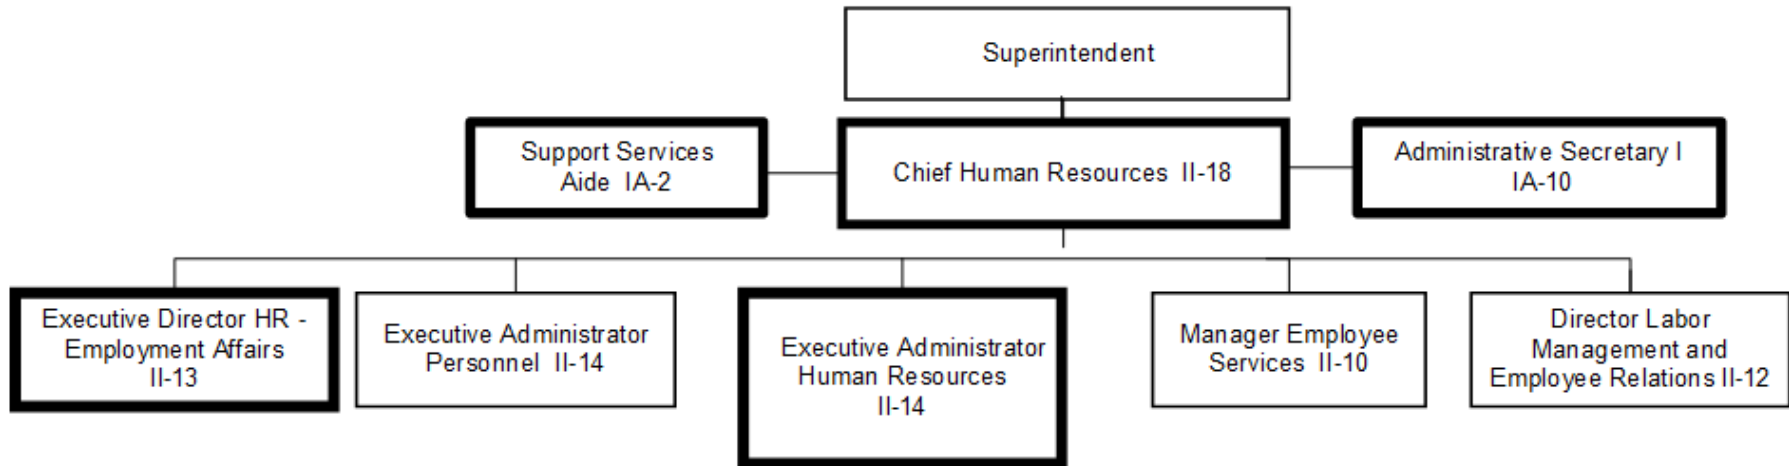 Superintendent
Support Services
Aide IA-2
Chief Human Resources II-18
Administrative Secretary I
IA-10
Executive Director HR -
Employment Affairs
II-13
Executive Administrator
Personnel II-14
Executive Administrator
Human Resources
II-14
Manager Employee
Services II-10
Director Labor
Management and
Employee Relations II-12